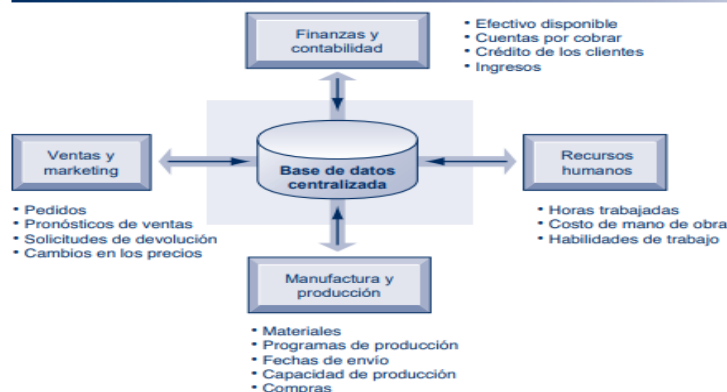 Finanzas y
contabilidad
• Efectivo disponible
• Cuentas por cobrar
• Crédito de los clientes
• Ingresos
Ventas y
marketing
• Pedidos
• Pronósticos de ventas
• Solicitudes de devolución
• Cambios en los precios
Base de datos
centralizada
Recursos
humanos
• Horas trabajadas
• Costo de mano de obra
• Habilidades de trabajo
Manufactura y
producción
• Materiales
• Programas de producción
• Fechas de envío
• Capacidad de producción
• Compras